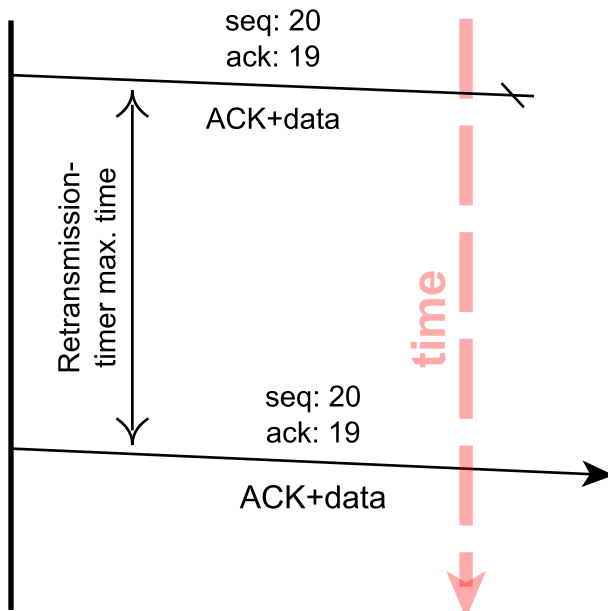 seq: 20
ack: 19
ACK+data
Retransmission-
timer max. time
time
seq: 20
ack: 19
ACK+data